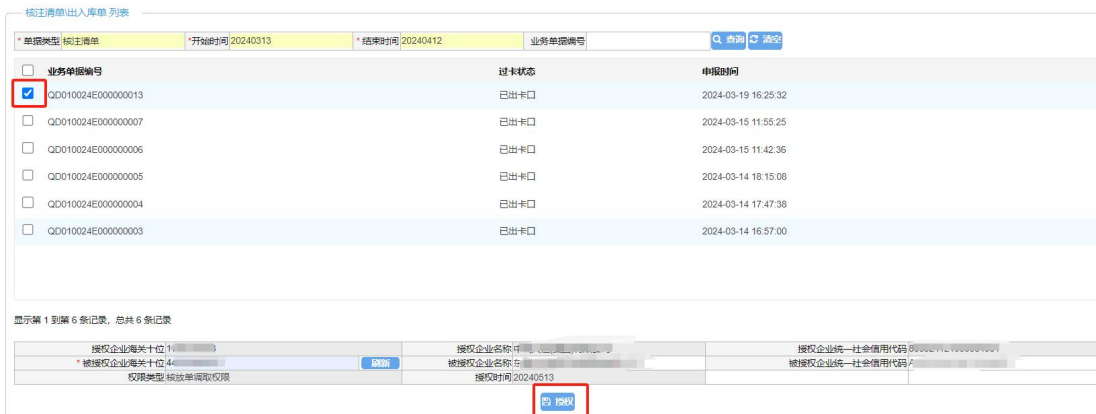 核注清单\出入库单 列表
*单据类型 核注清单 *开始时间 20240313 *结束时间 20240412 业务单据编号 查询 清空
业务单据编号 过卡状态 申报时间
QD010024E000000013 已出卡口 2024-03-19 16:25:32
QD010024E000000007 已出卡口 2024-03-15 11:55:25
QD010024E000000006 已出卡口 2024-03-15 11:42:36
QD010024E000000005 已出卡口 2024-03-14 18:15:08
QD010024E000000004 已出卡口 2024-03-14 17:47:38
QD010024E000000003 已出卡口 2024-03-14 16:57:00
显示第 1 到第 6 条记录，总共 6 条记录
授权企业海关十位 授权企业名称 授权企业统一社会信用代码
*被授权企业海关十位 刷新 被授权企业名称 被授权企业统一社会信用代码
权限类型 核放单调取权限 授权时间 20240513
授权